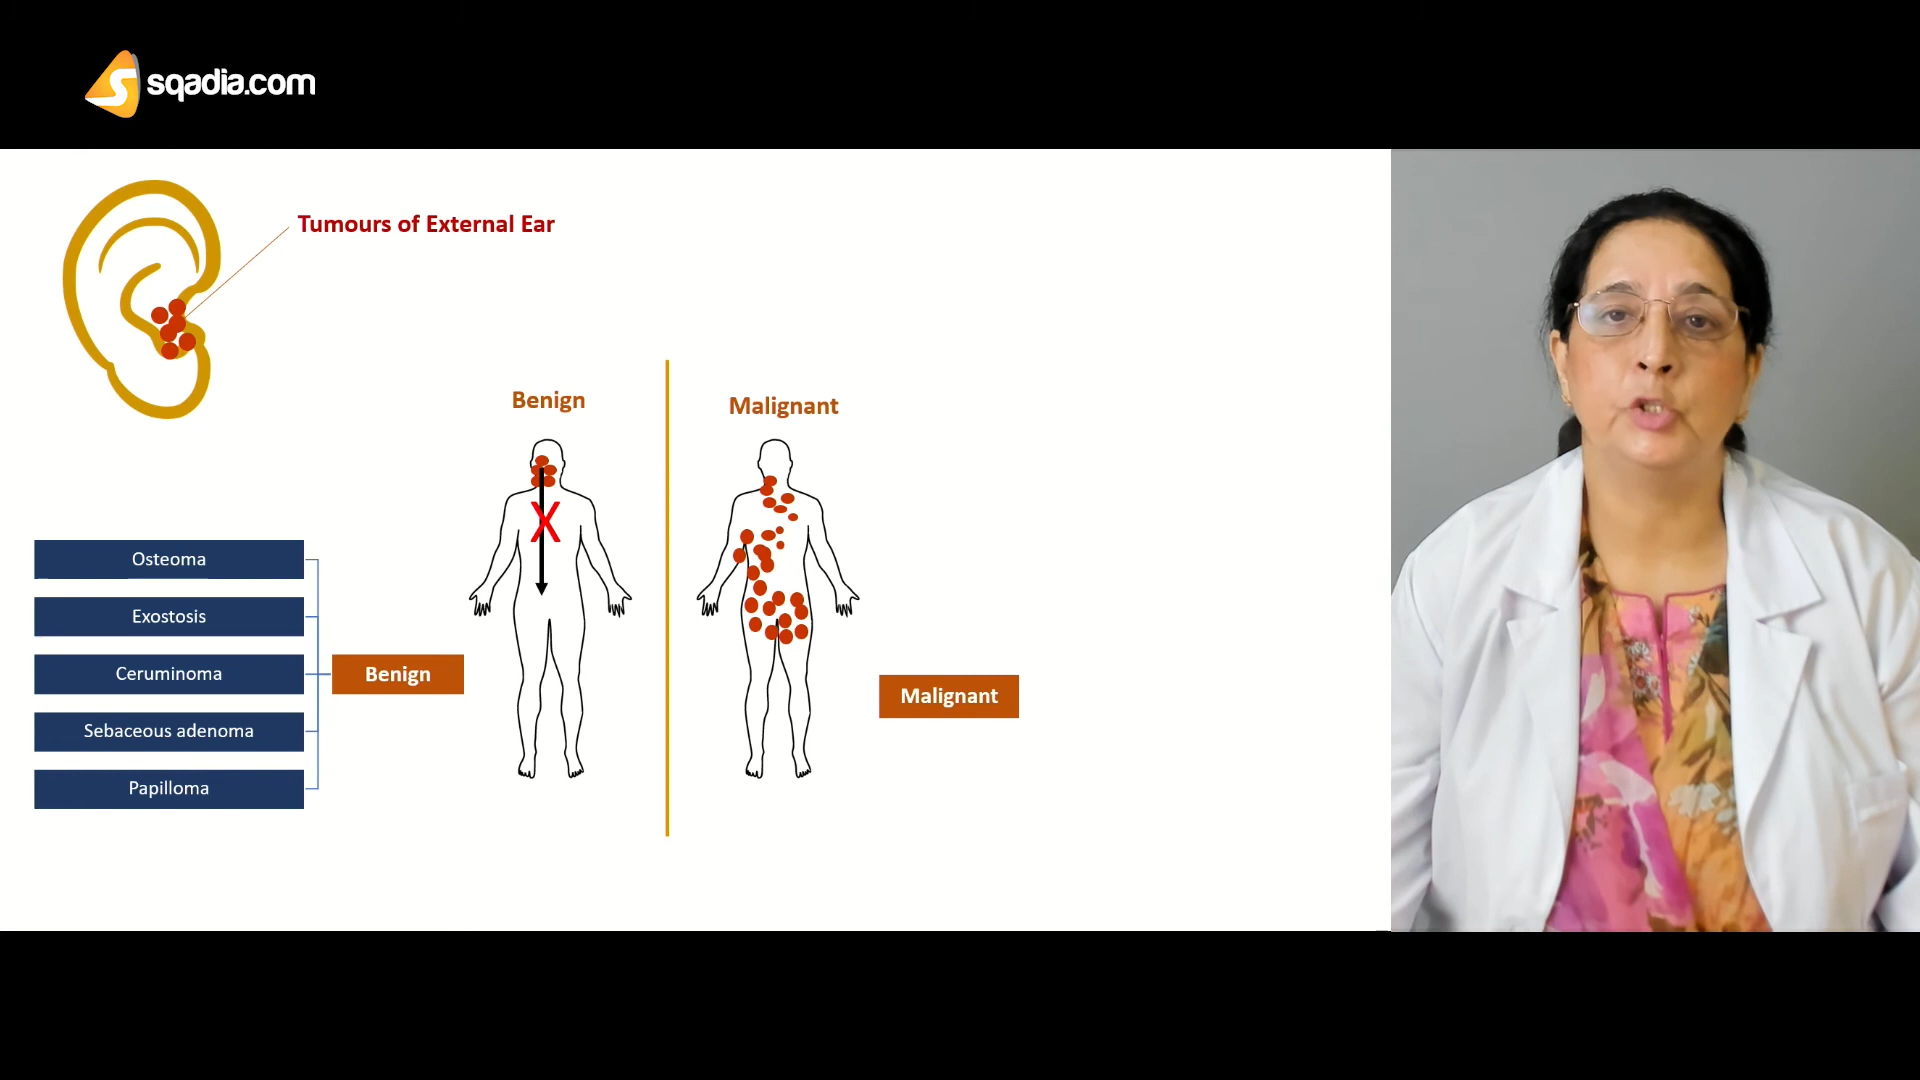 sqadia.com
Tumours of External Ear
Benign
Malignant
Osteoma
Exostosis
Ceruminoma
Sebaceous adenoma
Papilloma
Benign
Malignant
X